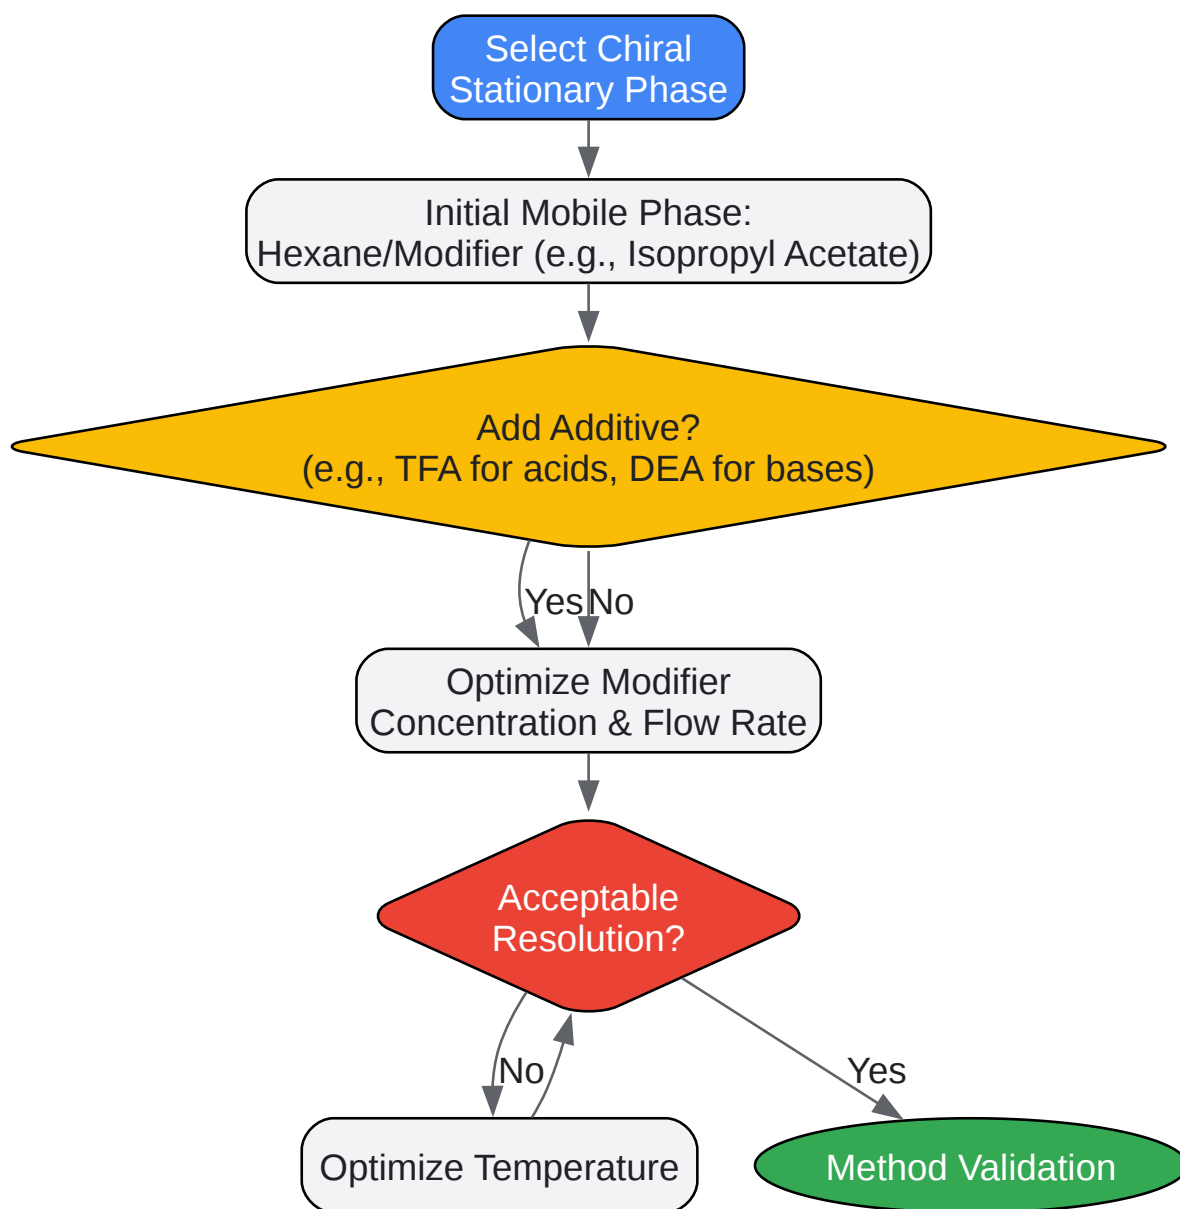 Select Chiral
Stationary Phase
Initial Mobile Phase:
Hexane/Modifier (e.g., Isopropyl Acetate)
Add Additive?
(e.g., TFA for acids, DEA for bases)
Yes
No
Optimize Modifier
Concentration & Flow Rate
Acceptable
Resolution?
No
Yes
Optimize Temperature
Method Validation